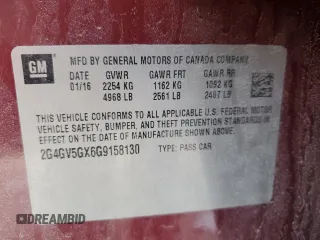 GM
MFD BY GENERAL MOTORS OF CANADA COMPANY
DATE GVWR GAWR FRT GAWR RR
01/16 2254 KG 1162 KG 1092 KG
4968 LB 2561 LB 2407 LB
THIS VEHICLE CONFORMS TO ALL APPLICABLE U.S. FEDERAL MOTOR
VEHICLE SAFETY, BUMPER, AND THEFT PREVENTION STANDARDS IN
EFFECT ON THE DATE OF MANUFACTURE SHOWN ABOVE.
2G4GV5GX6G9158130 TYPE: PASS CAR
DREAMBID